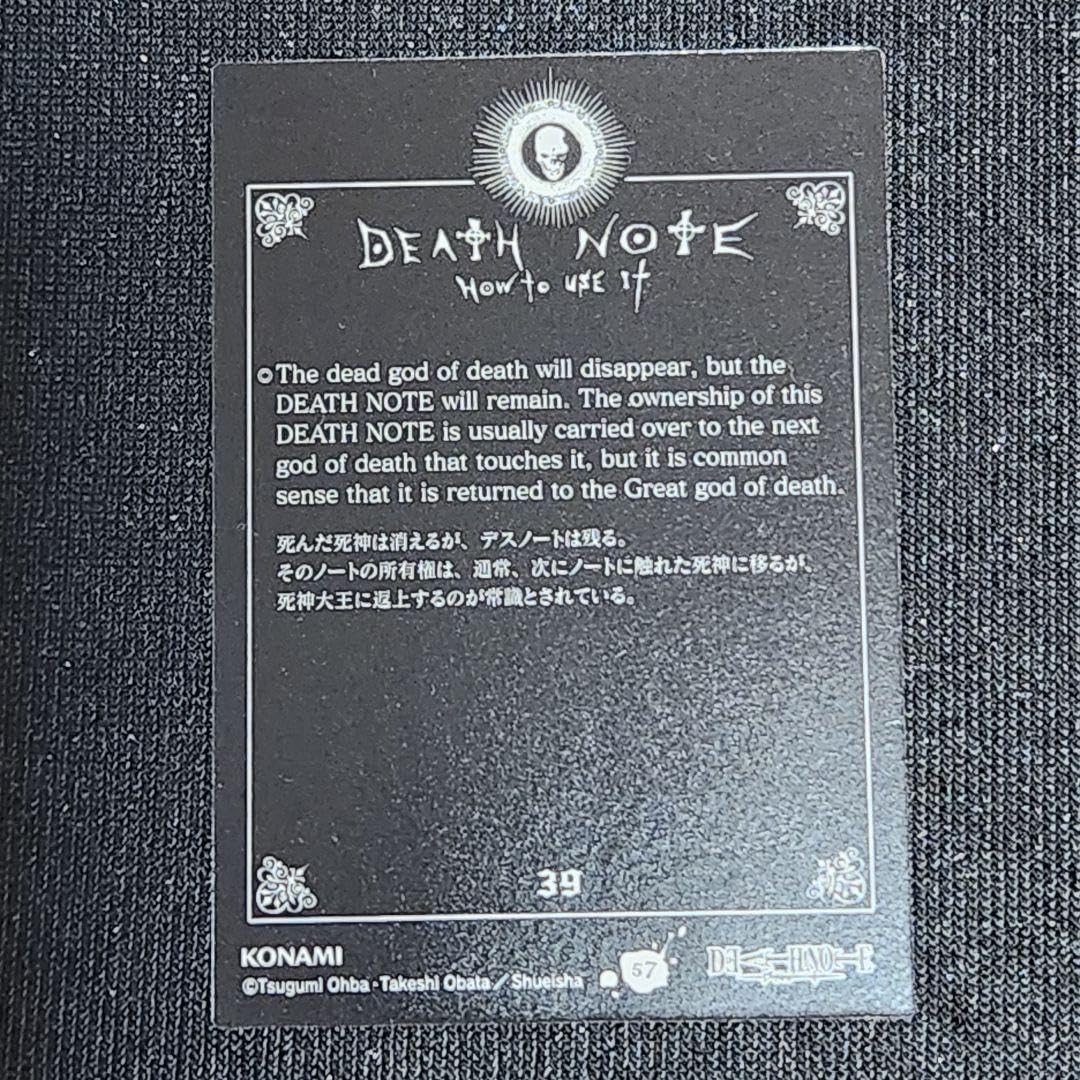 DEATH NOTE
HOW to USE It
The dead god of death will disappear, but the
DEATH NOTE will remain. The ownership of this
DEATH NOTE is usually carried over to the next
god of death that touches it, but it is common
sense that it is returned to the Great god of death.
死んだ死神は消えるが、デスノートは残る。
そのノートの所有権は、通常、次にノートに触れた死神に移るが、
死神大王に返上するのが常識とされている。
39
KONAMI
©Tsugumi Ohba・Takeshi Obata／Shueisha
57
DEATH NOTE